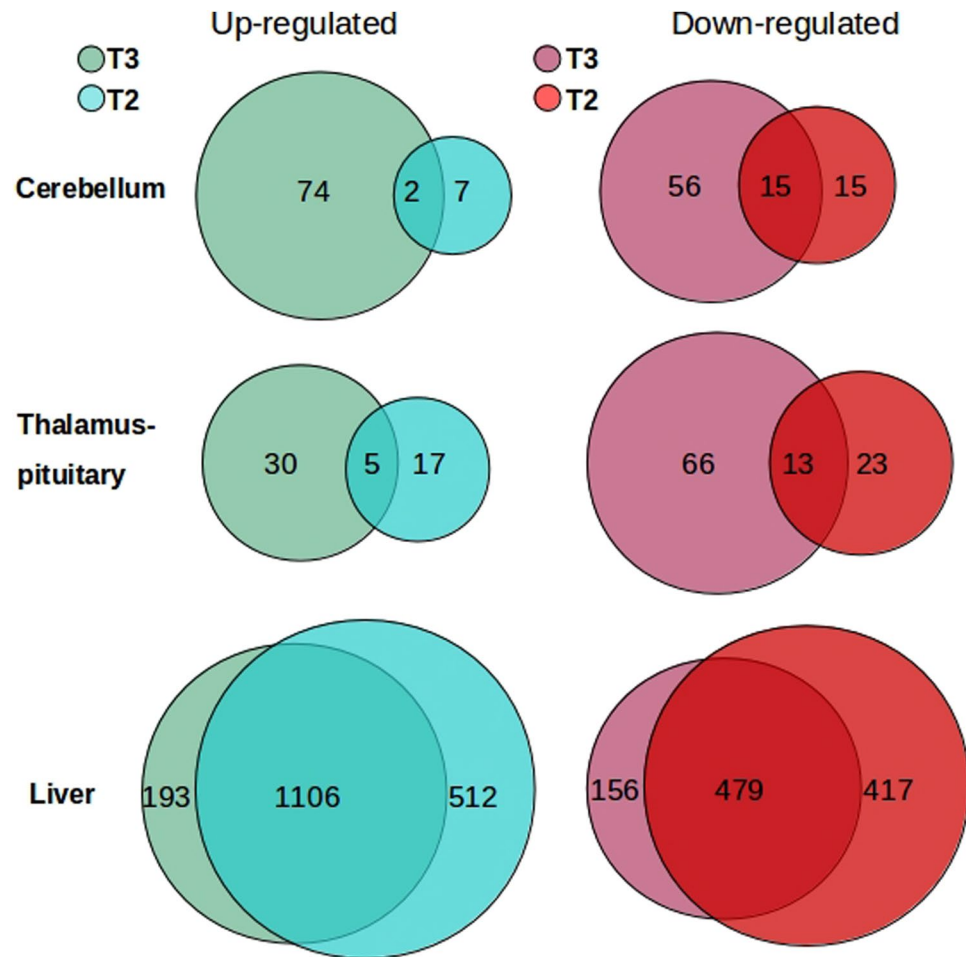 Up-regulated
Down-regulated
T3
T2
T3
T2
Cerebellum
74 2 7
56 15 15
Thalamus-
pituitary
30 5 17
66 13 23
Liver
193 1106 512
156 479 417